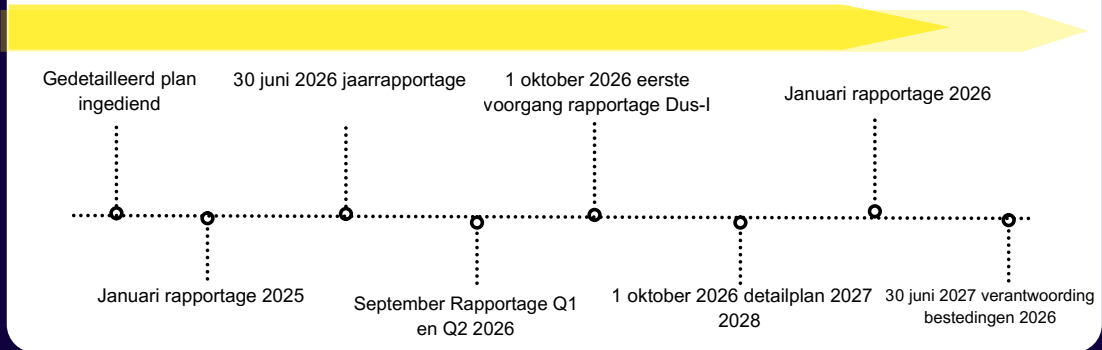 Gedetailleerd plan
ingediend
30 juni 2026 jaarrapportage
1 oktober 2026 eerste
voorgang rapportage Dus-I
Januari rapportage 2026
Januari rapportage 2025
September Rapportage Q1
en Q2 2026
1 oktober 2026 detailplan 2027
2028
30 juni 2027 verantwoording
bestedingen 2026